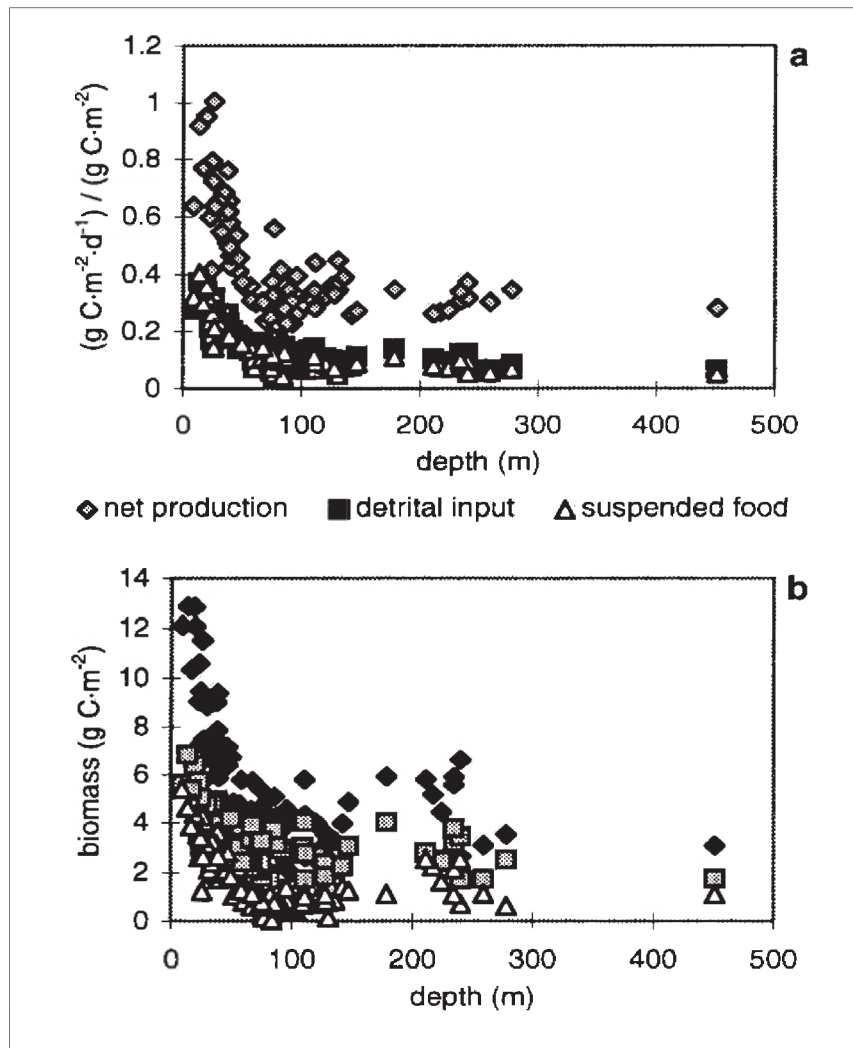 a
1.2
1
0.8
0.6
0.4
0.2
0
(g C·m⁻²·d⁻¹) / (g C·m⁻²)
0 100 200 300 400 500
depth (m)
net production detrital input suspended food
b
14
12
10
8
6
4
2
0
biomass (g C·m⁻²)
0 100 200 300 400 500
depth (m)